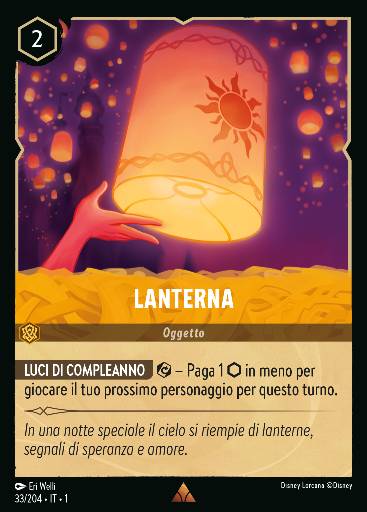 2
LANTERNA
Oggetto
LUCI DI COMPLEANNO – Paga 1 in meno per
giocare il tuo prossimo personaggio per questo turno.
In una notte speciale il cielo si riempie di lanterne,
segnali di speranza e amore.
Eri Welli
Disney Lorcana ©Disney
33/204 • IT • 1